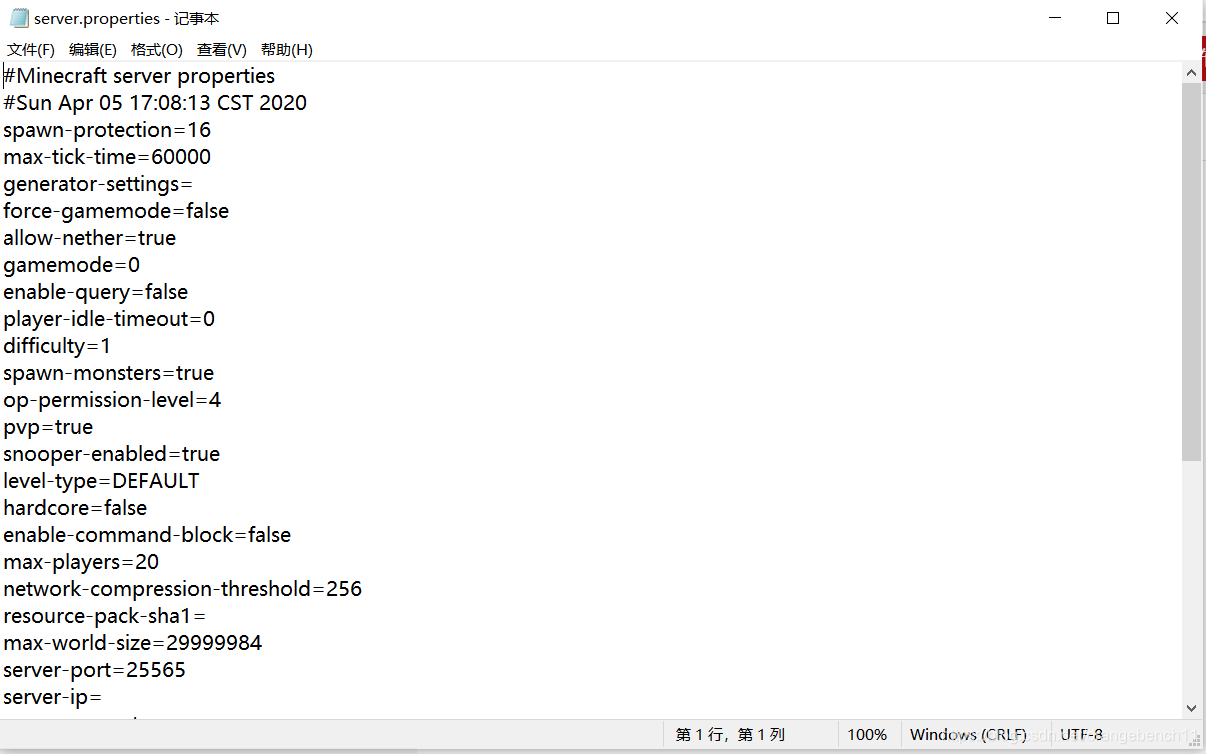 server.properties - 记事本
文件(F) 编辑(E) 格式(O) 查看(V) 帮助(H)
#Minecraft server properties
#Sun Apr 05 17:08:13 CST 2020
spawn-protection=16
max-tick-time=60000
generator-settings=
force-gamemode=false
allow-nether=true
gamemode=0
enable-query=false
player-idle-timeout=0
difficulty=1
spawn-monsters=true
op-permission-level=4
pvp=true
snooper-enabled=true
level-type=DEFAULT
hardcore=false
enable-command-block=false
max-players=20
network-compression-threshold=256
resource-pack-sha1=
max-world-size=29999984
server-port=25565
server-ip=
第 1 行，第 1 列 100% Windows (CRLF) UTF-8